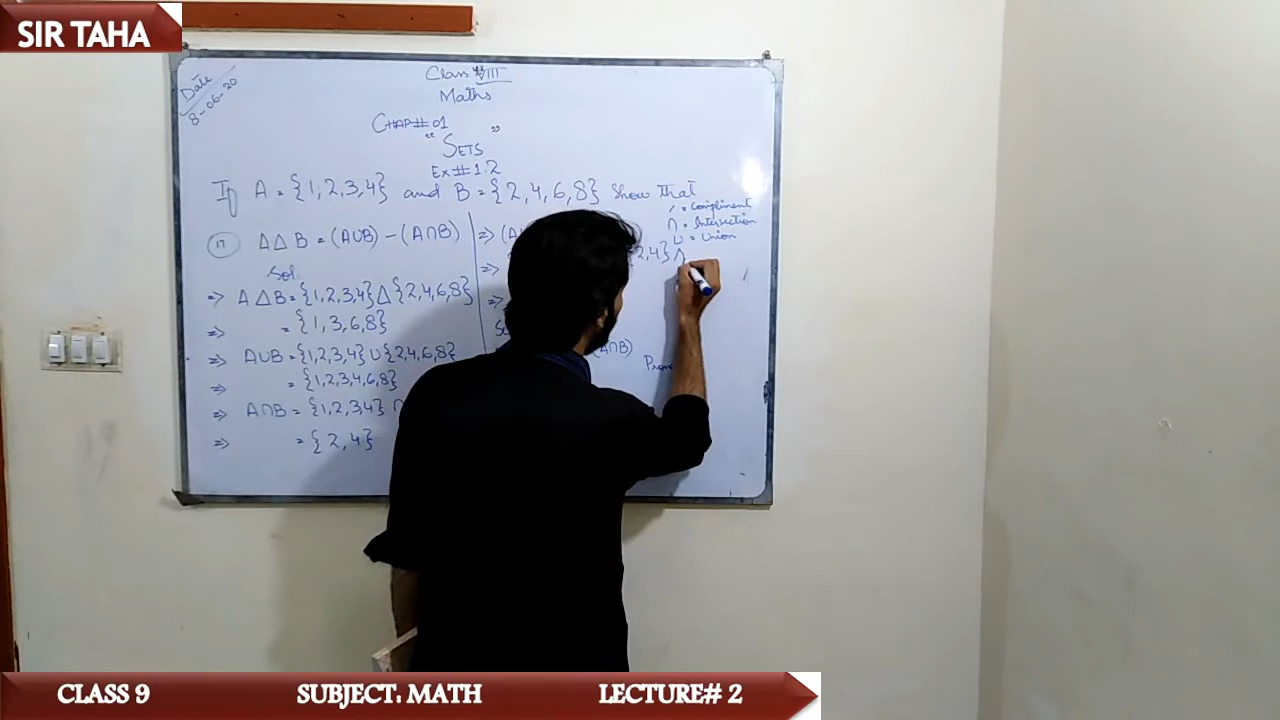 SIR TAHA
Date
8-06-20
Class "VIII
Maths
CHAP# 01
"SETS"
Ex# 1.2
If A = {1,2,3,4} and B = {2,4,6,8} Show that
/ = Compliment
∩ = Intersection
∪ = Union
17 A△B = (A∪B) - (A∩B)
Sol:
=> A△B = {1,2,3,4}△{2,4,6,8}
=> = {1,3,6,8}
=> A∪B = {1,2,3,4}∪{2,4,6,8}
=> = {1,2,3,4,6,8}
=> A∩B = {1,2,3,4} ∩
=> = {2,4}
=> (A∪
=> 2,4}
=>
(A∩B)
CLASS 9 SUBJECT: MATH LECTURE# 2